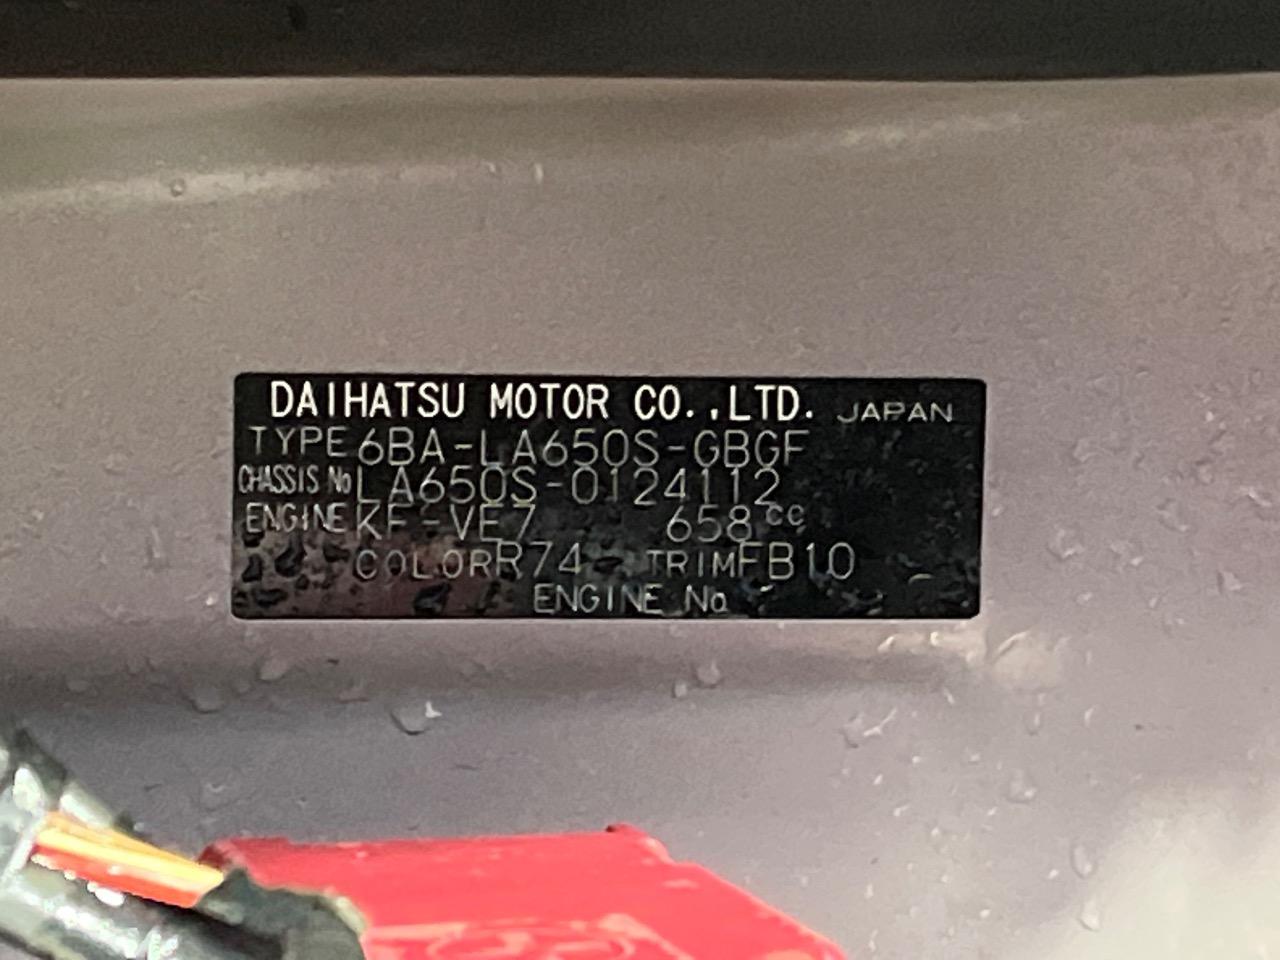 DAIHATSU MOTOR CO.,LTD. JAPAN
TYPE 6BA-LA650S-GBGF
CHASSIS No LA650S-0124112
ENGINE KF-VE7 658cc
COLOR R74 TRIM FB10
ENGINE No